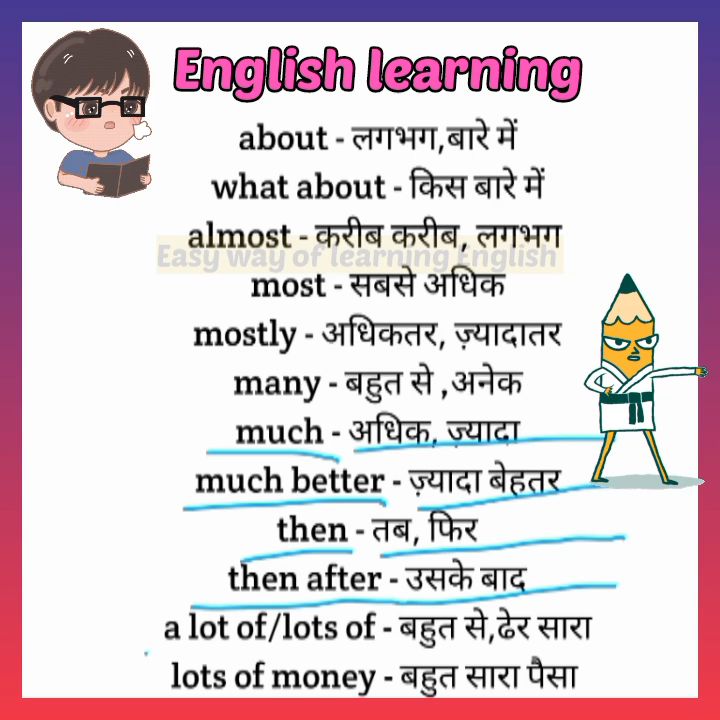 English learning
about - लगभग,बारे में
what about - किस बारे में
almost - करीब करीब, लगभग
Easy way of learning English
most - सबसे अधिक
mostly - अधिकतर, ज़्यादातर
many - बहुत से ,अनेक
much - अधिक, ज़्यादा
much better - ज़्यादा बेहतर
then - तब, फिर
then after - उसके बाद
a lot of/lots of - बहुत से,ढेर सारा
lots of money - बहुत सारा पैसा